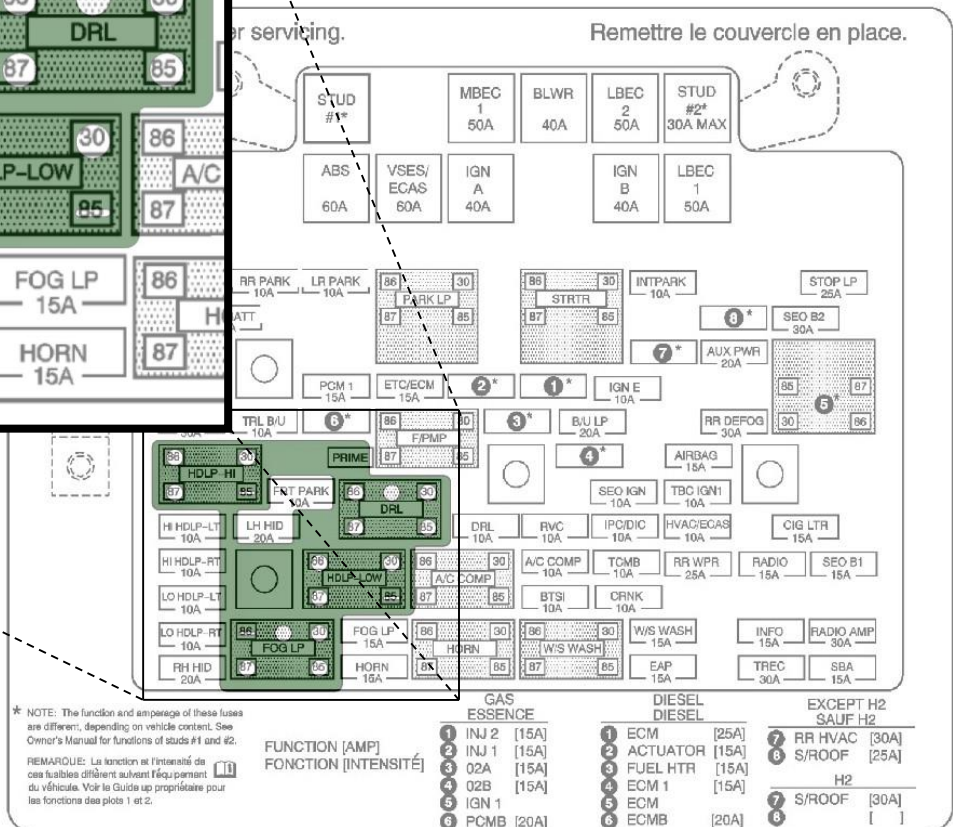 DRL
87
85
30
86
P-LOW
A/C
85
87
FOG LP
15A
86
HORN
15A
87
er servicing.
Remettre le couvercle en place.
STUD #1*
MBEC 1 50A
BLWR 40A
LBEC 2 50A
STUD #2* 30A MAX
ABS 60A
VSES/ ECAS 60A
IGN A 40A
IGN B 40A
LBEC 1 50A
RR PARK 10A
LR PARK 10A
86 30
PARK LP
87 85
86 30
STRTR
87 85
INTPARK 10A
STOP LP 25A
8*
SEO B2 30A
7*
AUX PWR 20A
85 87
5*
30 86
PCM 1 15A
ETC/ECM 15A
2*
1*
IGN E 10A
TRL B/U 10A
6*
86 30
F/PMP
87 85
3*
B/U LP 20A
RR DEFOG 30A
4*
AIRBAG 15A
86 30
HDLP-HI
87 85
PRIME
FRT PARK
86 30
DRL
87 85
SEO IGN 10A
TBC IGN1 10A
HI HDLP-LT 10A
LH HID 20A
DRL 10A
RVC 10A
IPC/DIC 10A
HVAC/ECAS 10A
CIG LTR 15A
HI HDLP-RT 10A
86 30
HDLP-LOW
87 85
86 30
A/C COMP
87 85
A/C COMP 10A
TCMB 10A
RR WPR 25A
RADIO 15A
SEO B1 15A
LO HDLP-LT 10A
BTSI 10A
CRNK 10A
LO HDLP-RT 10A
86 30
FOG LP
87 85
FOG LP 15A
86 30
HORN
87 85
86 30
W/S WASH
87 85
W/S WASH 15A
INFO 15A
RADIO AMP 30A
RH HID 20A
HORN 15A
EAP 15A
TREC 30A
SBA 15A
* NOTE: The function and amperage of these fuses
are different, depending on vehicle content. See
Owner's Manual for functions of studs #1 and #2.
REMARQUE: La fonction et l'intensité de
ces fusibles diffèrent suivant l'équipement
du véhicule. Voir le Guide up propriétaire pour
les fonctions des plots 1 et 2.
FUNCTION [AMP]
FONCTION [INTENSITÉ]
GAS
ESSENCE
1 INJ 2 [15A]
2 INJ 1 [15A]
3 02A [15A]
4 02B [15A]
5 IGN 1
6 PCMB [20A]
DIESEL
DIESEL
1 ECM [25A]
2 ACTUATOR [15A]
3 FUEL HTR [15A]
4 ECM 1 [15A]
5 ECM
6 ECMB [20A]
EXCEPT H2
SAUF H2
7 RR HVAC [30A]
8 S/ROOF [25A]
H2
7 S/ROOF [30A]
8 [ ]